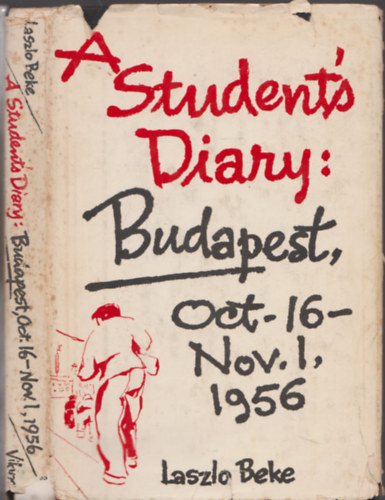 A
Student's
Diary:
Budapest,
Oct-16-
Nov.1,
1956
Laszlo Beke
Laszlo Beke
A Student's Diary: Budapest, Oct. 16-Nov. 1, 1956
Viking